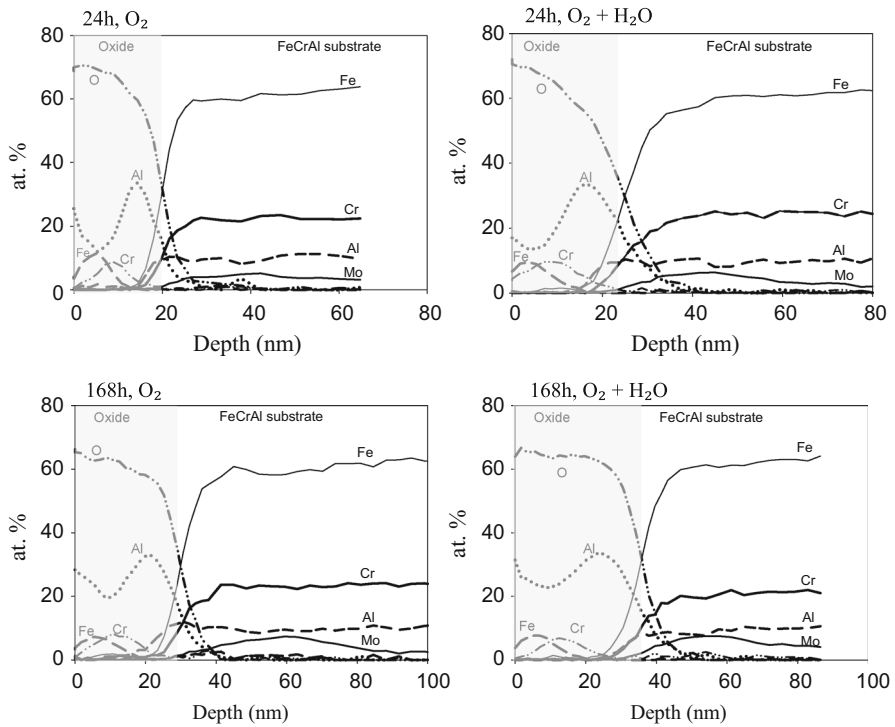 24h, O₂
Oxide
FeCrAl substrate
80
60
40
20
0
at. %
O
Al
Fe
Cr
Fe
Cr
Al
Mo
0 20 40 60 80
Depth (nm)
24h, O₂ + H₂O
Oxide
FeCrAl substrate
80
60
40
20
0
at. %
O
Al
Fe
Cr
Fe
Cr
Al
Mo
0 20 40 60 80
Depth (nm)
168h, O₂
Oxide
FeCrAl substrate
80
60
40
20
0
at. %
O
Al
Fe
Cr
Fe
Cr
Al
Mo
0 20 40 60 80 100
Depth (nm)
168h, O₂ + H₂O
Oxide
FeCrAl substrate
80
60
40
20
0
at. %
O
Al
Fe
Cr
Fe
Cr
Al
Mo
0 20 40 60 80 100
Depth (nm)